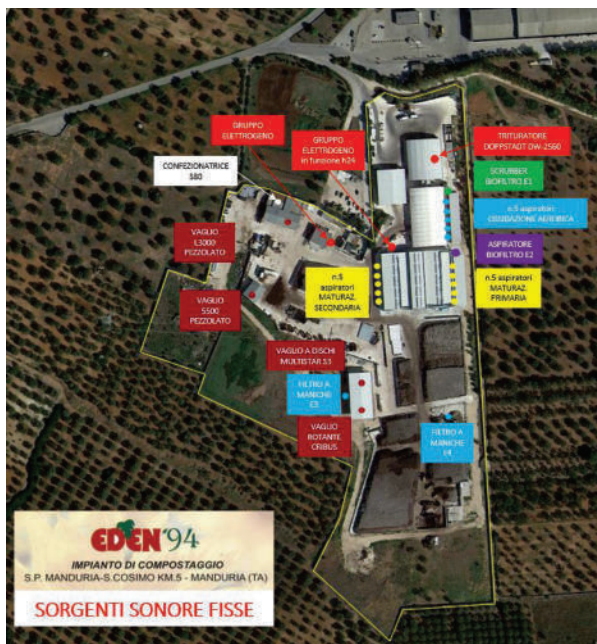 GRUPPO
ELETTROGENO
GRUPPO
ELETTROGENO
in funzione h24
TRITURATORE
DOPPSTADT DW-2560
CONFEZIONATRICE
S80
SCRUBBER
BIOFILTRO E1
n.5 aspiratori
OSSIDAZIONE AEROBICA
VAGLIO
L3000
PEZZOLATO
ASPIRATORE
BIOFILTRO E2
n.5
aspiratori
MATURAZ.
SECONDARIA
n.5 aspiratori
MATURAZ.
PRIMARIA
VAGLIO
S500
PEZZOLATO
VAGLIO A DISCHI
MULTISTAR S3
FILTRO A
MANICHE
E3
VAGLIO
ROTANTE
CRIBUS
FILTRO A
MANICHE
E4
EDEN'94
IMPIANTO DI COMPOSTAGGIO
S.P. MANDURIA-S.COSIMO KM.5 - MANDURIA (TA)
SORGENTI SONORE FISSE